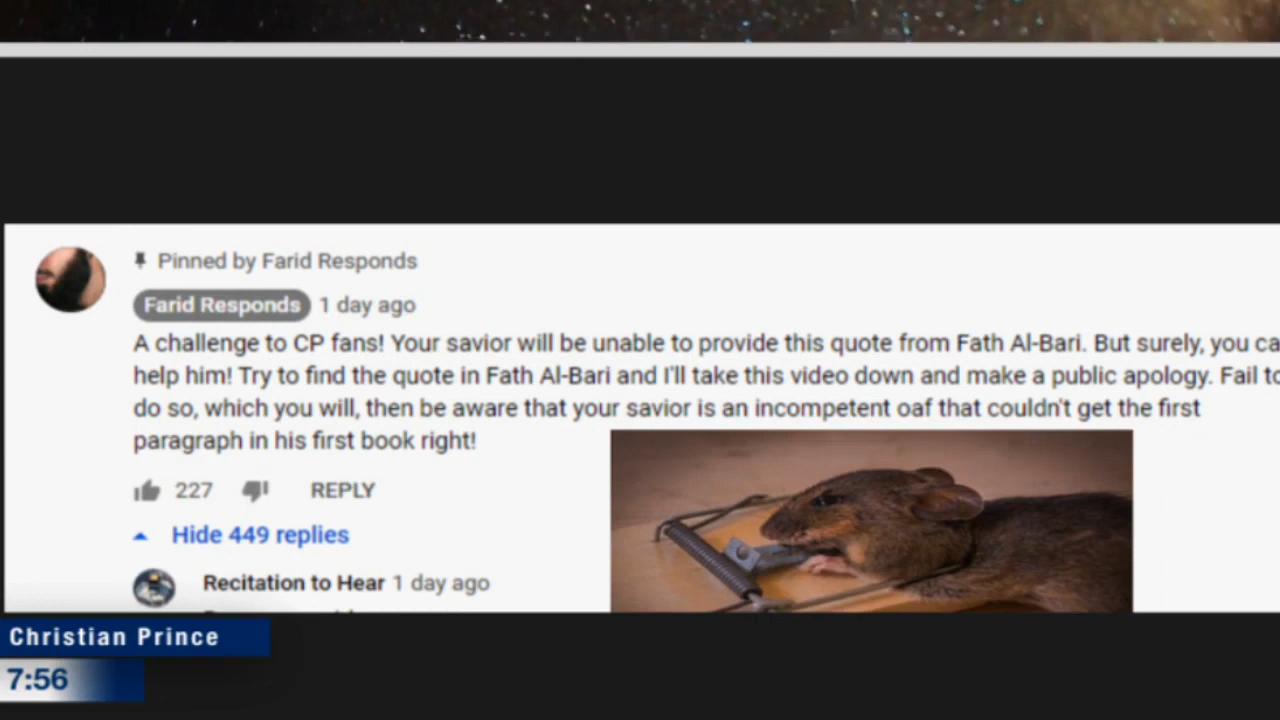 Pinned by Farid Responds
Farid Responds 1 day ago
A challenge to CP fans! Your savior will be unable to provide this quote from Fath Al-Bari. But surely, you
help him! Try to find the quote in Fath Al-Bari and I'll take this video down and make a public apology. Fail
do so, which you will, then be aware that your savior is an incompetent oaf that couldn't get the first
paragraph in his first book right!
227 REPLY
Hide 449 replies
Recitation to Hear 1 day ago
Christian Prince
7:56